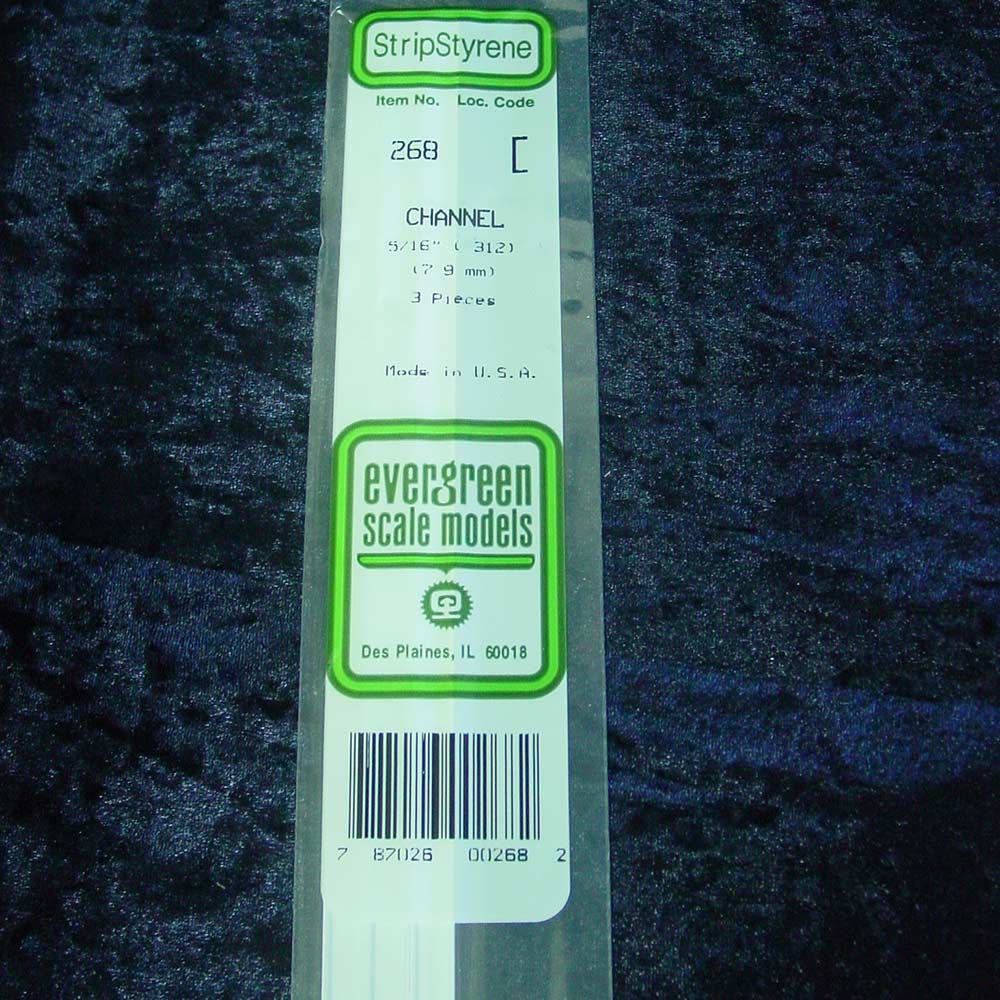 StripStyrene
Item No. Loc. Code
268 [
CHANNEL
5/16" ( 312)
(7 9 mm)
3 Pieces
Made in U.S.A.
evergreen
scale models
Des Plaines, IL 60018
7 87026 00268 2